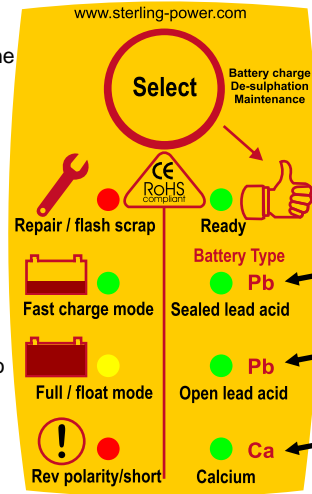 www.sterling-power.com
ne
Select
Battery charge
De-sulphation
Maintenance
CE
RoHS
compliant
Repair / flash scrap
Ready
Battery Type
Pb
Fast charge mode
Sealed lead acid
Pb
o
Full / float mode
Open lead acid
!
Ca
Rev polarity/short
Calcium